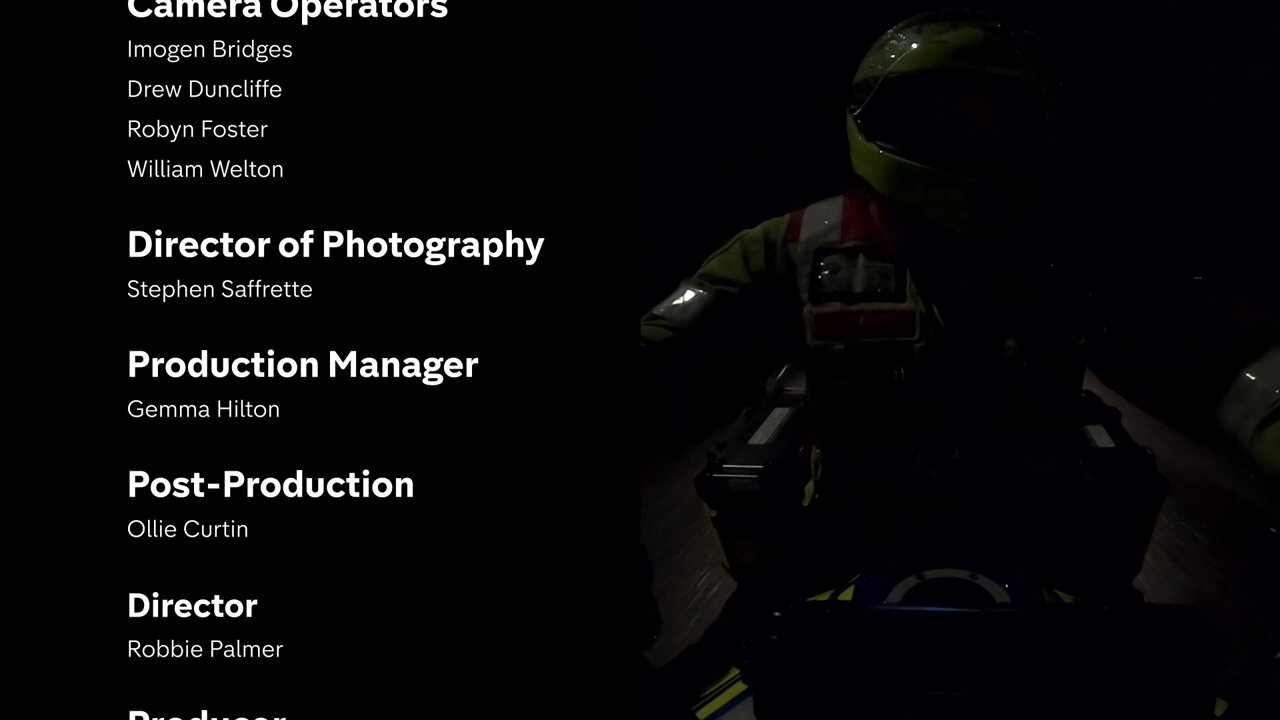 Camera Operators
Imogen Bridges
Drew Duncliffe
Robyn Foster
William Welton
Director of Photography
Stephen Saffrette
Production Manager
Gemma Hilton
Post-Production
Ollie Curtin
Director
Robbie Palmer
Producer